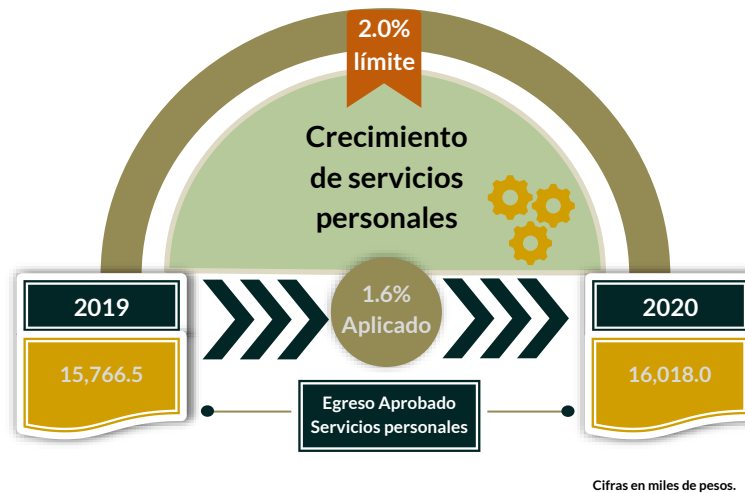 2.0%
límite
Crecimiento
de servicios
personales
2019
1.6%
Aplicado
2020
15,766.5
16,018.0
Egreso Aprobado
Servicios personales
Cifras en miles de pesos.